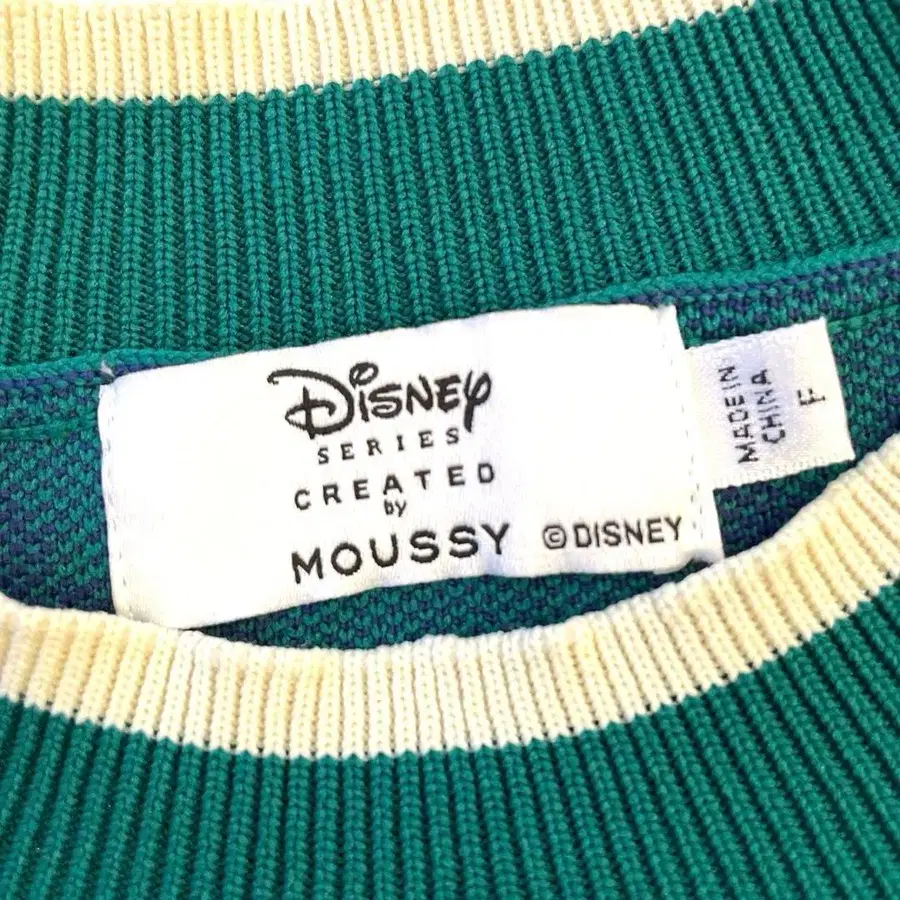 Disney
SERIES
CREATED
by
MOUSSY ©DISNEY
MADE IN
CHINA
F